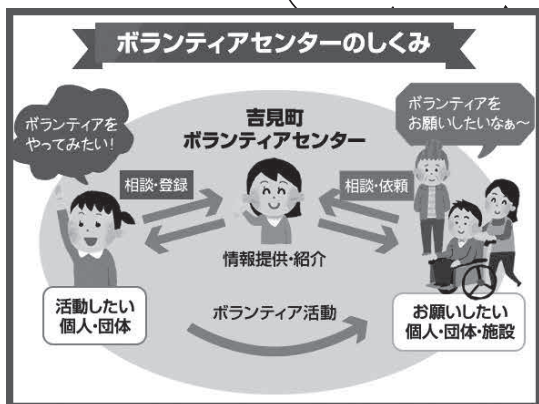 ボランティアセンターのしくみ
ボランティアを
やってみたい!
ボランティアを
お願いしたいなぁ～
吉見町
ボランティアセンター
相談・登録
相談・依頼
情報提供・紹介
活動したい
個人・団体
ボランティア活動
お願いしたい
個人・団体・施設